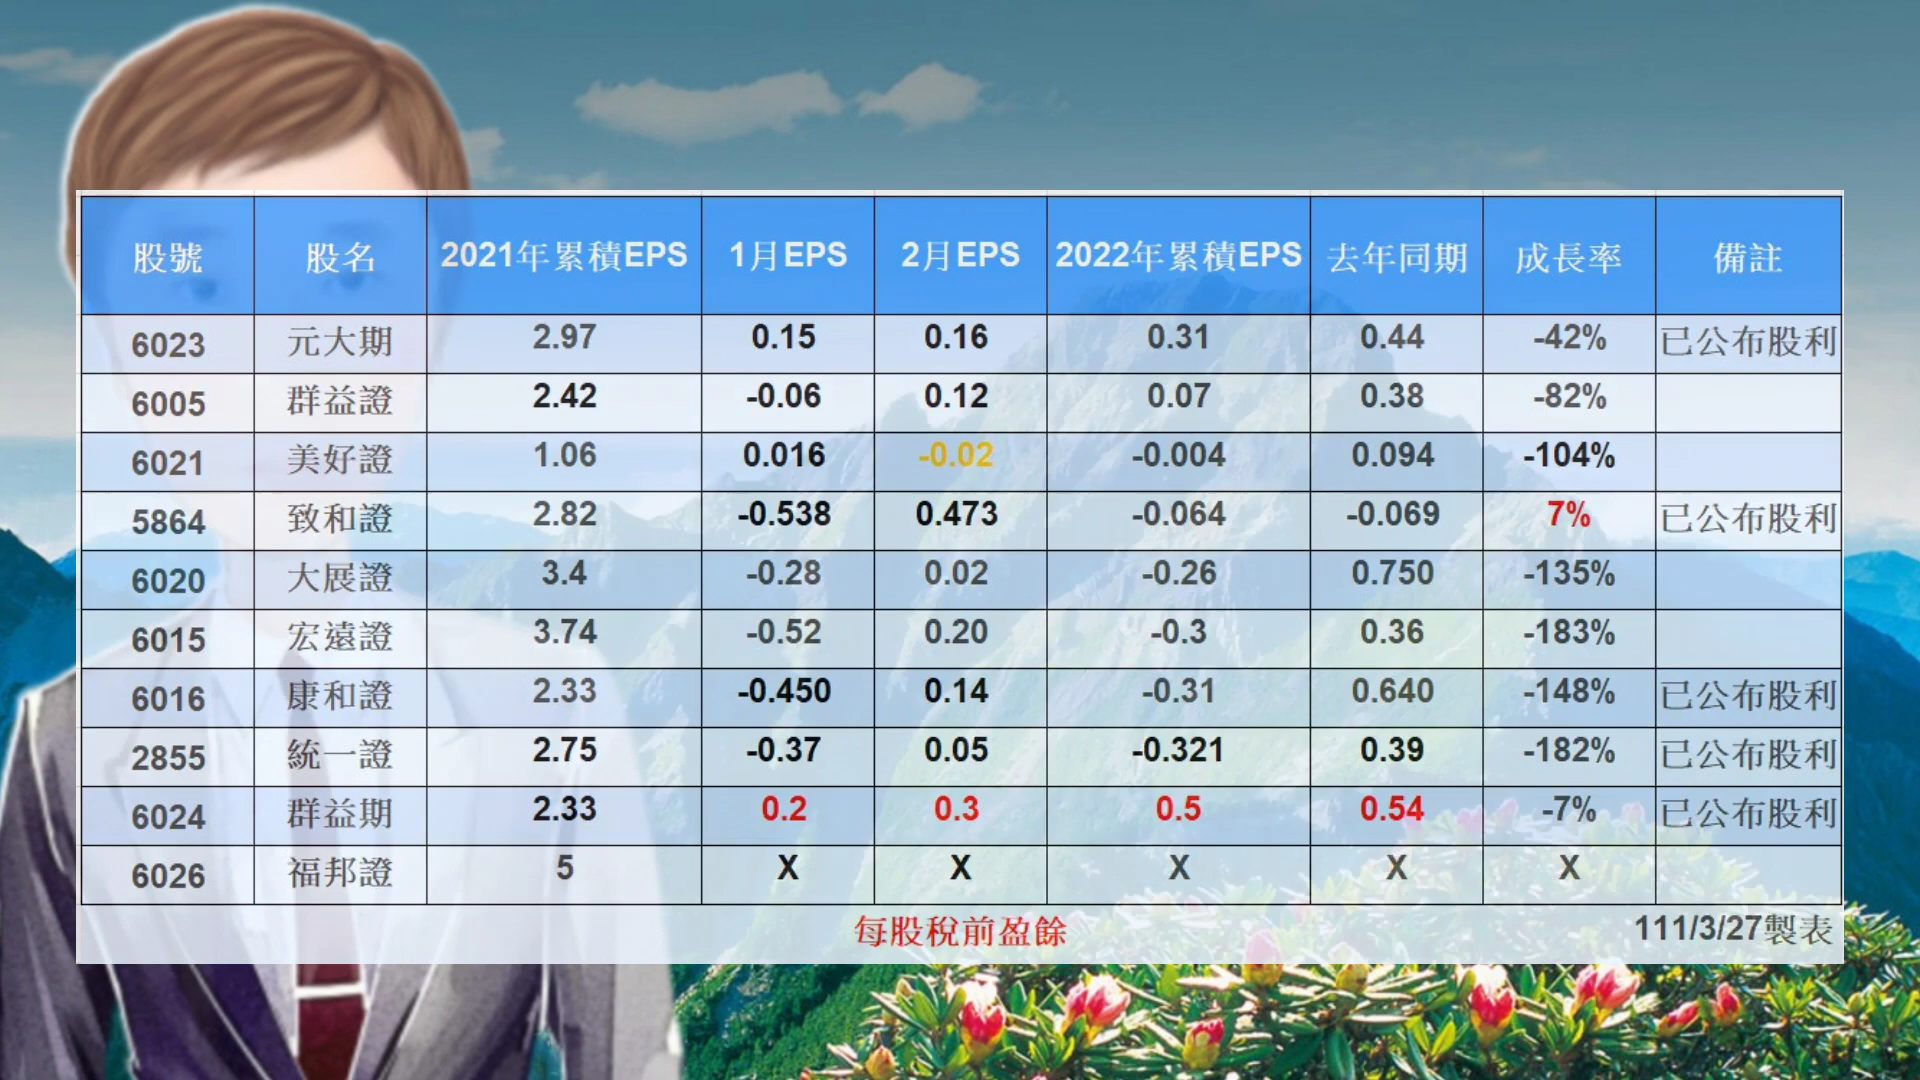 股號 股名 2021年累積EPS 1月EPS 2月EPS 2022年累積EPS 去年同期 成長率 備註
6023 元大期 2.97 0.15 0.16 0.31 0.44 -42% 已公布股利
6005 群益證 2.42 -0.06 0.12 0.07 0.38 -82%
6021 美好證 1.06 0.016 -0.02 -0.004 0.094 -104%
5864 致和證 2.82 -0.538 0.473 -0.064 -0.069 7% 已公布股利
6020 大展證 3.4 -0.28 0.02 -0.26 0.750 -135%
6015 宏遠證 3.74 -0.52 0.20 -0.3 0.36 -183%
6016 康和證 2.33 -0.450 0.14 -0.31 0.640 -148% 已公布股利
2855 統一證 2.75 -0.37 0.05 -0.321 0.39 -182% 已公布股利
6024 群益期 2.33 0.2 0.3 0.5 0.54 -7% 已公布股利
6026 福邦證 5 X X X X X
每股稅前盈餘 111/3/27製表